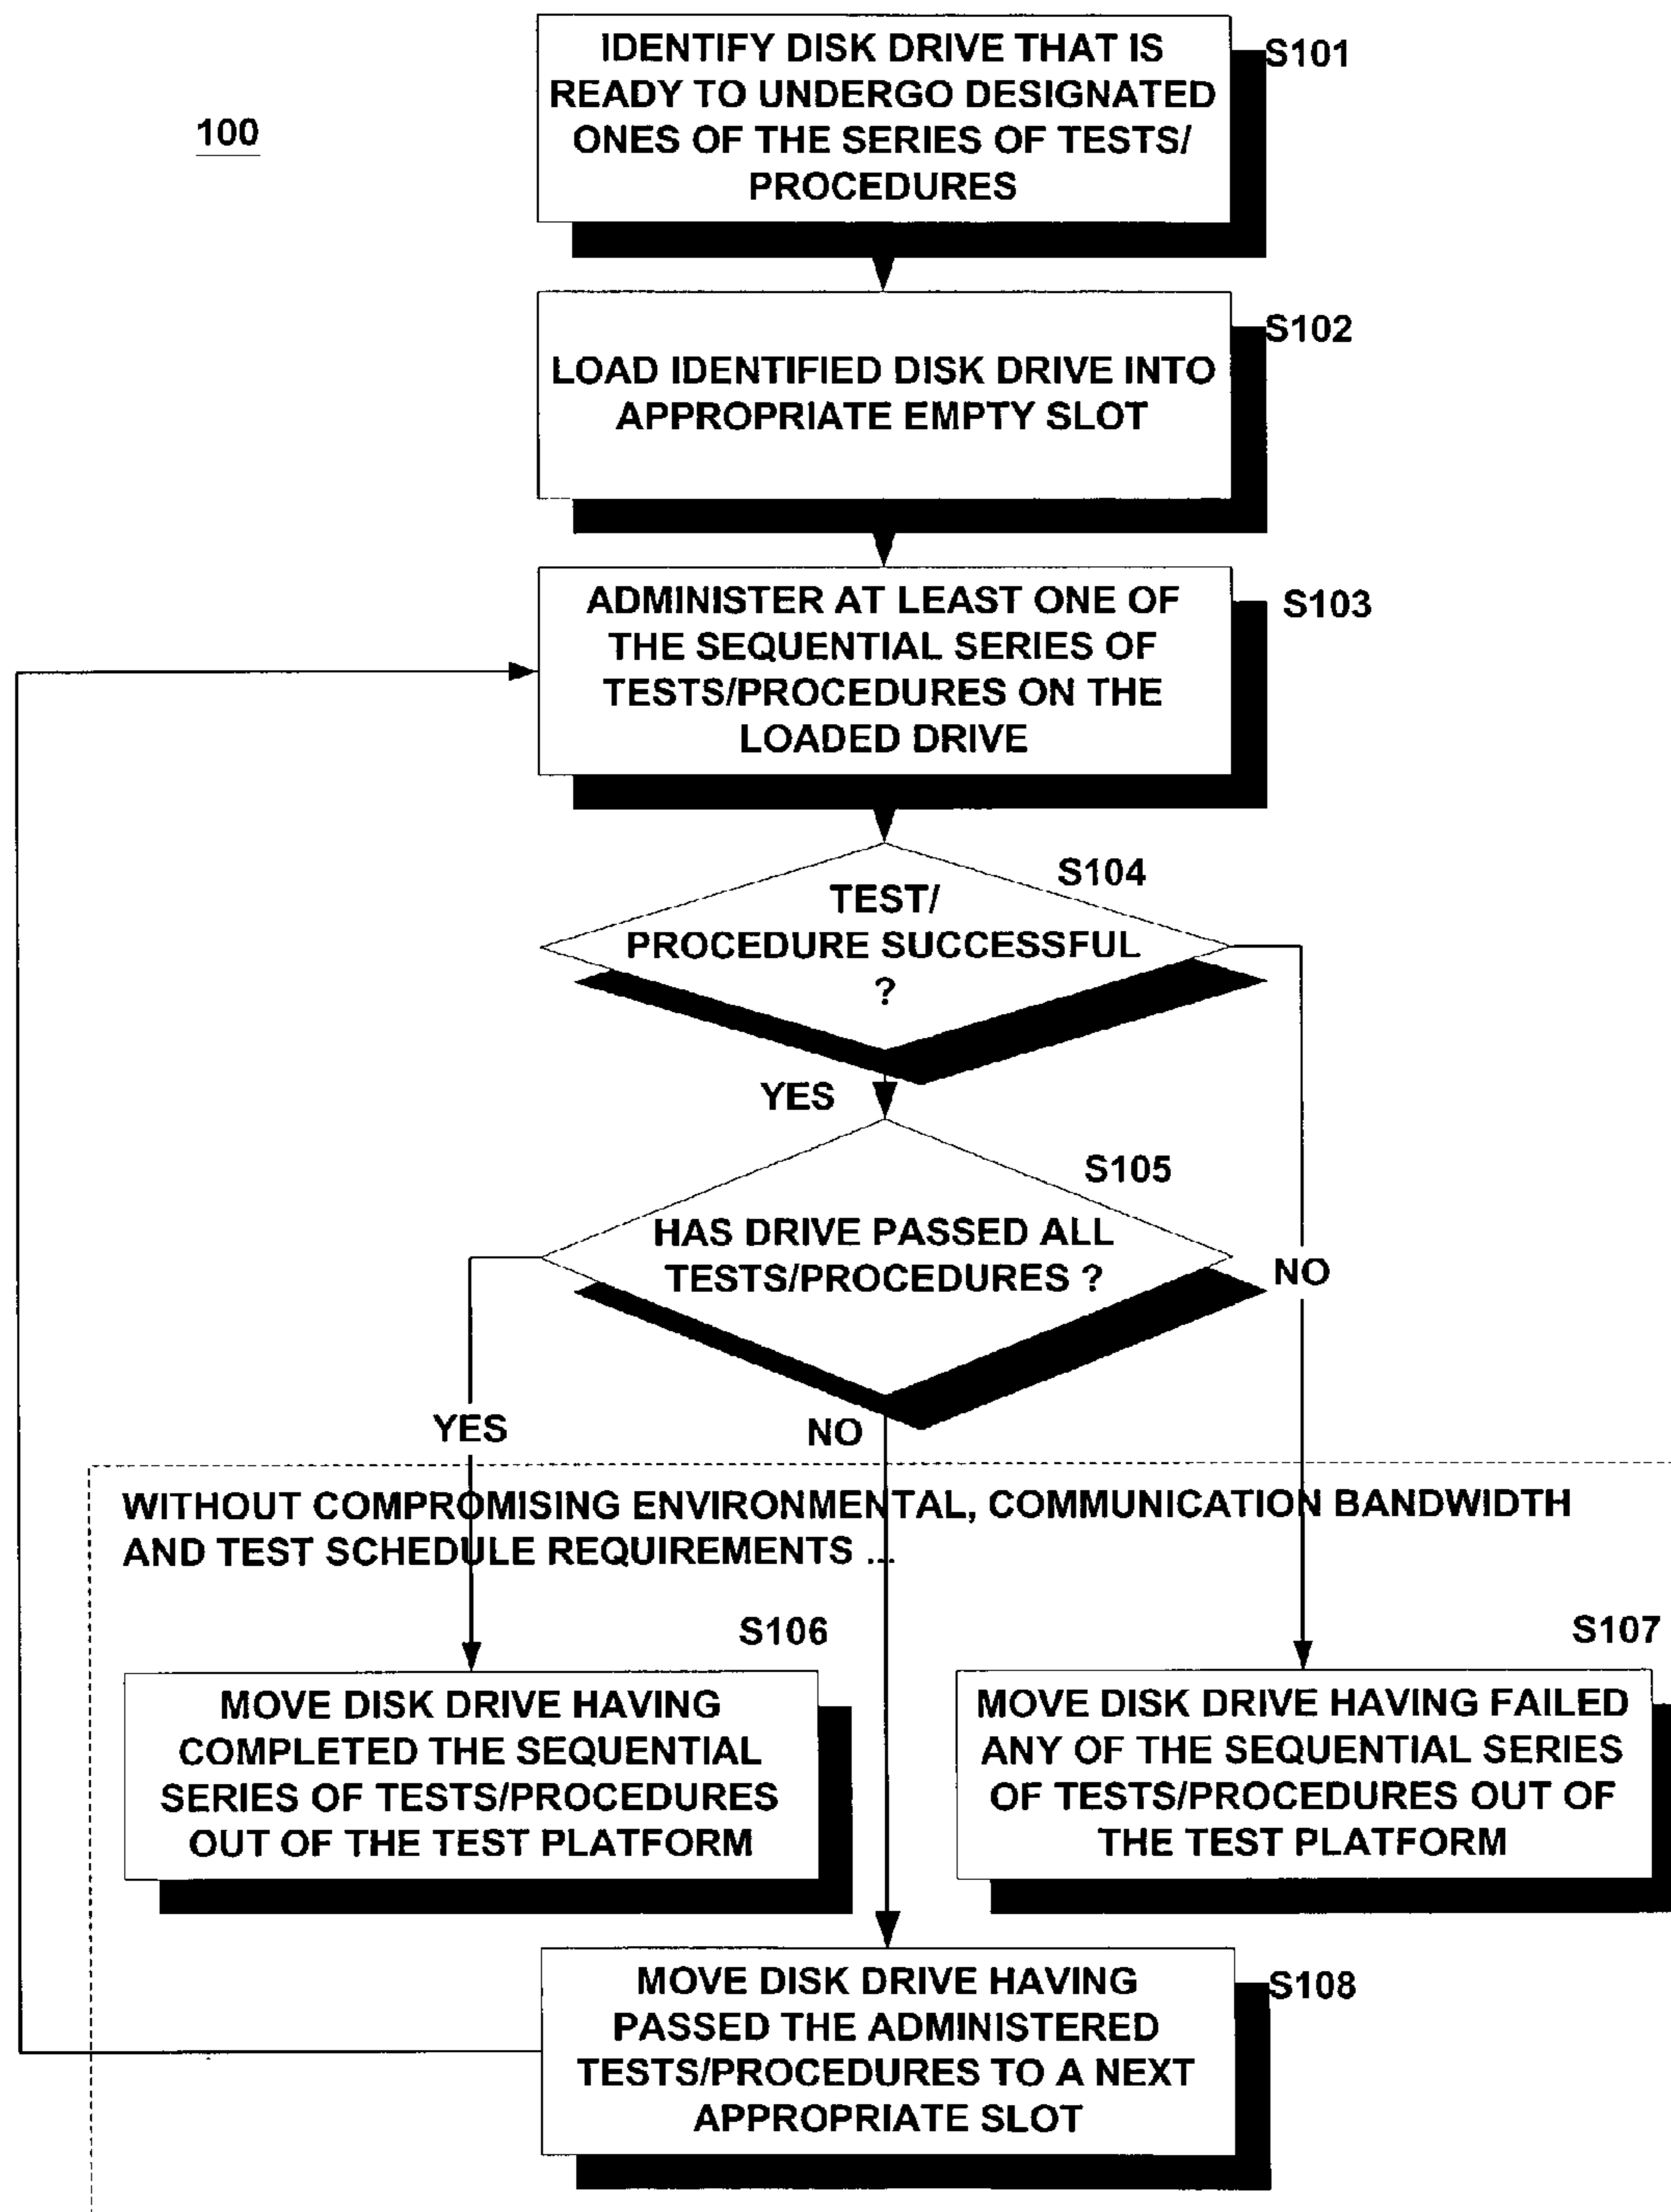 100
IDENTIFY DISK DRIVE THAT IS
READY TO UNDERGO DESIGNATED
ONES OF THE SERIES OF TESTS/
PROCEDURES
S101
LOAD IDENTIFIED DISK DRIVE INTO
APPROPRIATE EMPTY SLOT
S102
ADMINISTER AT LEAST ONE OF
THE SEQUENTIAL SERIES OF
TESTS/PROCEDURES ON THE
LOADED DRIVE
S103
TEST/
PROCEDURE SUCCESSFUL
?
S104
YES
NO
HAS DRIVE PASSED ALL
TESTS/PROCEDURES ?
S105
YES
NO
WITHOUT COMPROMISING ENVIRONMENTAL, COMMUNICATION BANDWIDTH
AND TEST SCHEDULE REQUIREMENTS ...
S106
MOVE DISK DRIVE HAVING
COMPLETED THE SEQUENTIAL
SERIES OF TESTS/PROCEDURES
OUT OF THE TEST PLATFORM
S107
MOVE DISK DRIVE HAVING FAILED
ANY OF THE SEQUENTIAL SERIES
OF TESTS/PROCEDURES OUT OF
THE TEST PLATFORM
MOVE DISK DRIVE HAVING
PASSED THE ADMINISTERED
TESTS/PROCEDURES TO A NEXT
APPROPRIATE SLOT
S108